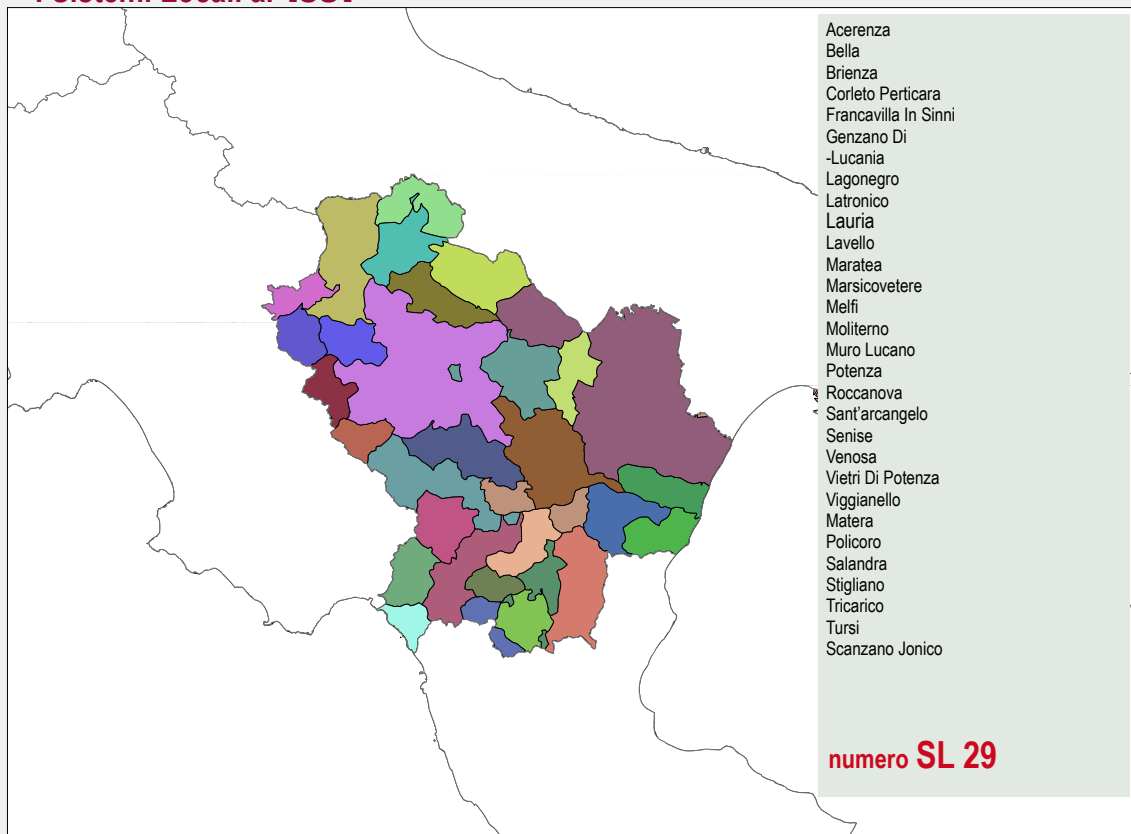 Acerenza
Bella
Brienza
Corleto Perticara
Francavilla In Sinni
Genzano Di
-Lucania
Lagonegro
Latronico
Lauria
Lavello
Maratea
Marsicovetere
Melfi
Moliterno
Muro Lucano
Potenza
Roccanova
Sant'arcangelo
Senise
Venosa
Vietri Di Potenza
Viggianello
Matera
Policoro
Salandra
Stigliano
Tricarico
Tursi
Scanzano Jonico
numero SL 29